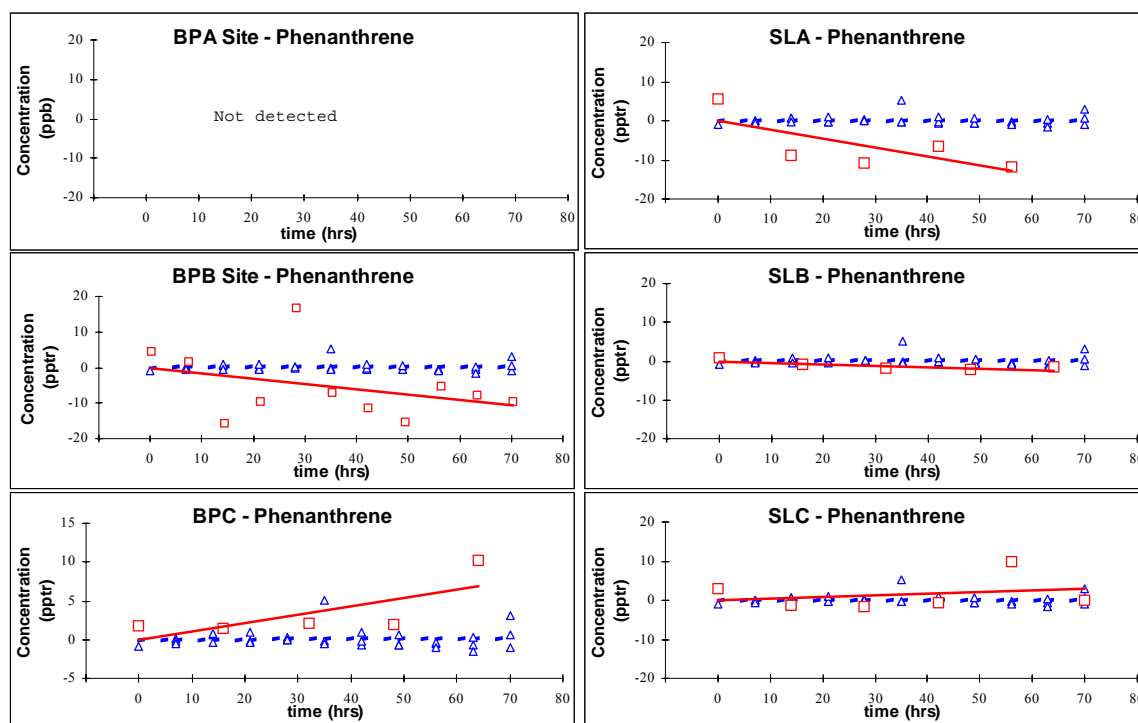 BPA Site - Phenanthrene
Concentration
(ppb)
20
10
0
-10
-20
Not detected
0 10 20 30 40 50 60 70 80
time (hrs)
SLA - Phenanthrene
Concentration
(pptr)
20
10
0
-10
-20
0 10 20 30 40 50 60 70 80
time (hrs)
BPB Site - Phenanthrene
Concentration
(pptr)
20
10
0
-10
-20
0 10 20 30 40 50 60 70 80
time (hrs)
SLB - Phenanthrene
Concentration
(pptr)
20
10
0
-10
-20
0 10 20 30 40 50 60 70 80
time (hrs)
BPC - Phenanthrene
Concentration
(pptr)
15
10
5
0
-5
0 10 20 30 40 50 60 70 80
time (hrs)
SLC - Phenanthrene
Concentration
(pptr)
20
10
0
-10
-20
0 10 20 30 40 50 60 70 80
time (hrs)